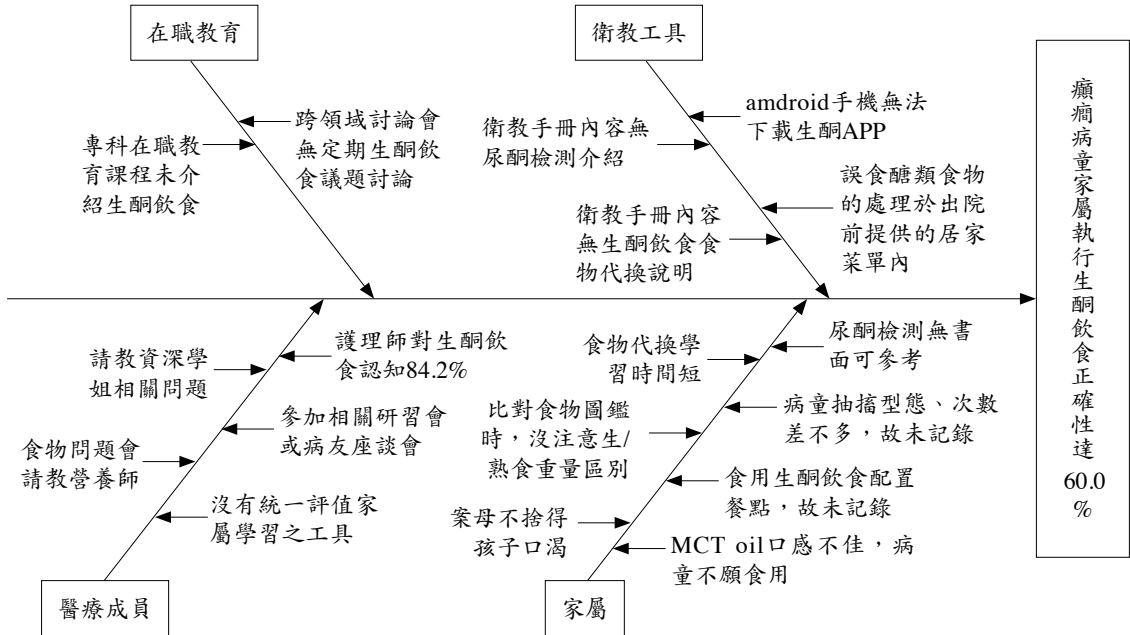 在職教育
跨領域討論會
無定期生酮飲
食議題討論
專科在職教
育課程未介
紹生酮飲食
衛教工具
amdroid手機無法
下載生酮APP
衛教手冊內容無
尿酮檢測介紹
誤食醣類食物
的處理於出院
前提供的居家
菜單內
衛教手冊內容
無生酮飲食食
物代換說明
醫療成員
護理師對生酮飲
食認知84.2%
請教資深學
姐相關問題
參加相關研習會
或病友座談會
食物問題會
請教營養師
沒有統一評值家
屬學習之工具
家屬
尿酮檢測無書
面可參考
食物代換學
習時間短
病童抽搐型態、次數
差不多，故未記錄
比對食物圖鑑
時，沒注意生/
熟食重量區別
食用生酮飲食配置
餐點，故未記錄
案母不捨得
孩子口渴
MCT oil口感不佳，病
童不願食用
癲癇病童家屬執行生酮飲食正確性達
60.0
%